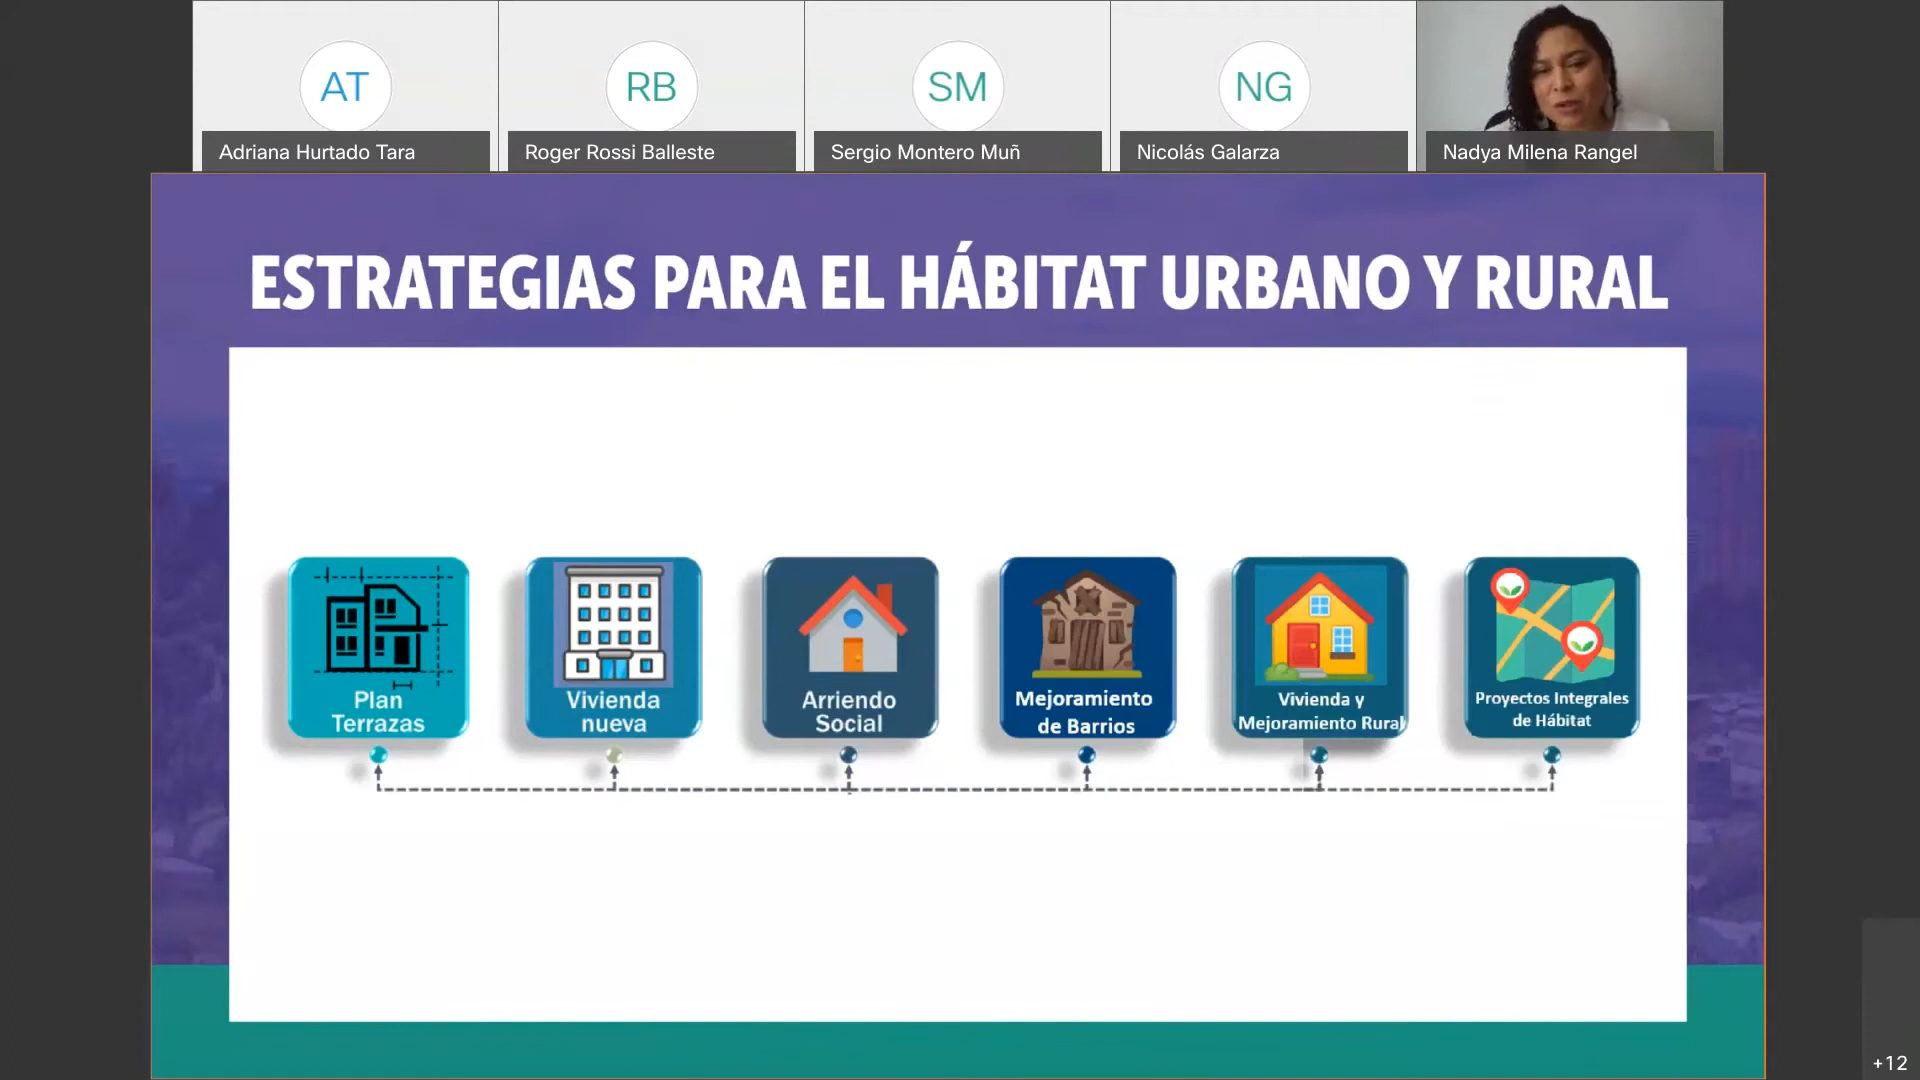 AT
RB
SM
NG
Adriana Hurtado Tara
Roger Rossi Balleste
Sergio Montero Muñ
Nicolás Galarza
Nadya Milena Rangel
ESTRATEGIAS PARA EL HÁBITAT URBANO Y RURAL
Plan
Terrazas
Vivienda
nueva
Arriendo
Social
Mejoramiento
de Barrios
Vivienda y
Mejoramiento Rural
Proyectos Integrales
de Hábitat
+12